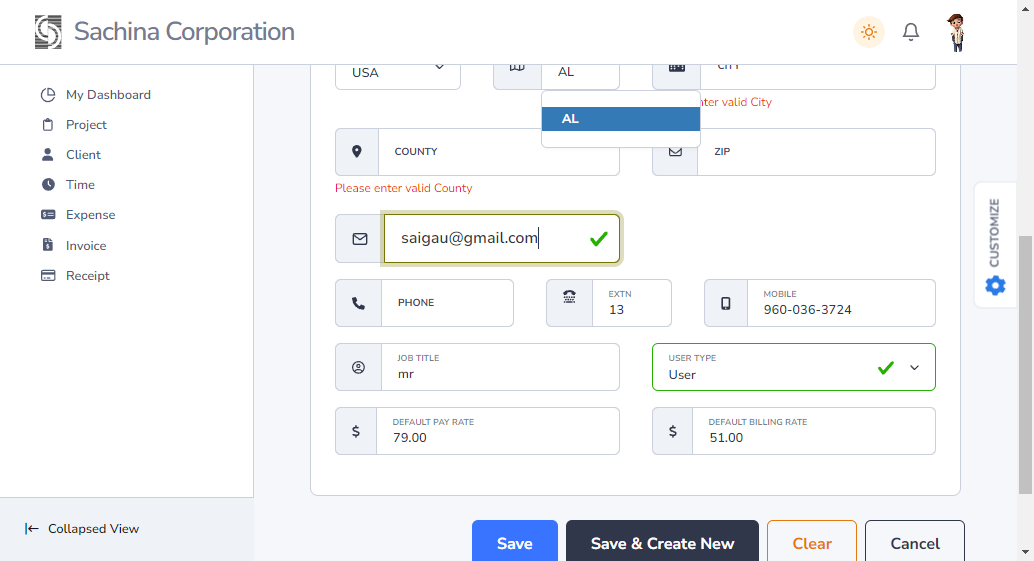 Sachina Corporation
My Dashboard
Project
Client
Time
Expense
Invoice
Receipt
Collapsed View
USA
AL
CITY
AL
nter valid City
COUNTY
ZIP
Please enter valid County
saigau@gmail.com
PHONE
EXTN
13
MOBILE
960-036-3724
JOB TITLE
mr
USER TYPE
User
$
DEFAULT PAY RATE
79.00
$
DEFAULT BILLING RATE
51.00
Save
Save & Create New
Clear
Cancel
CUSTOMIZE